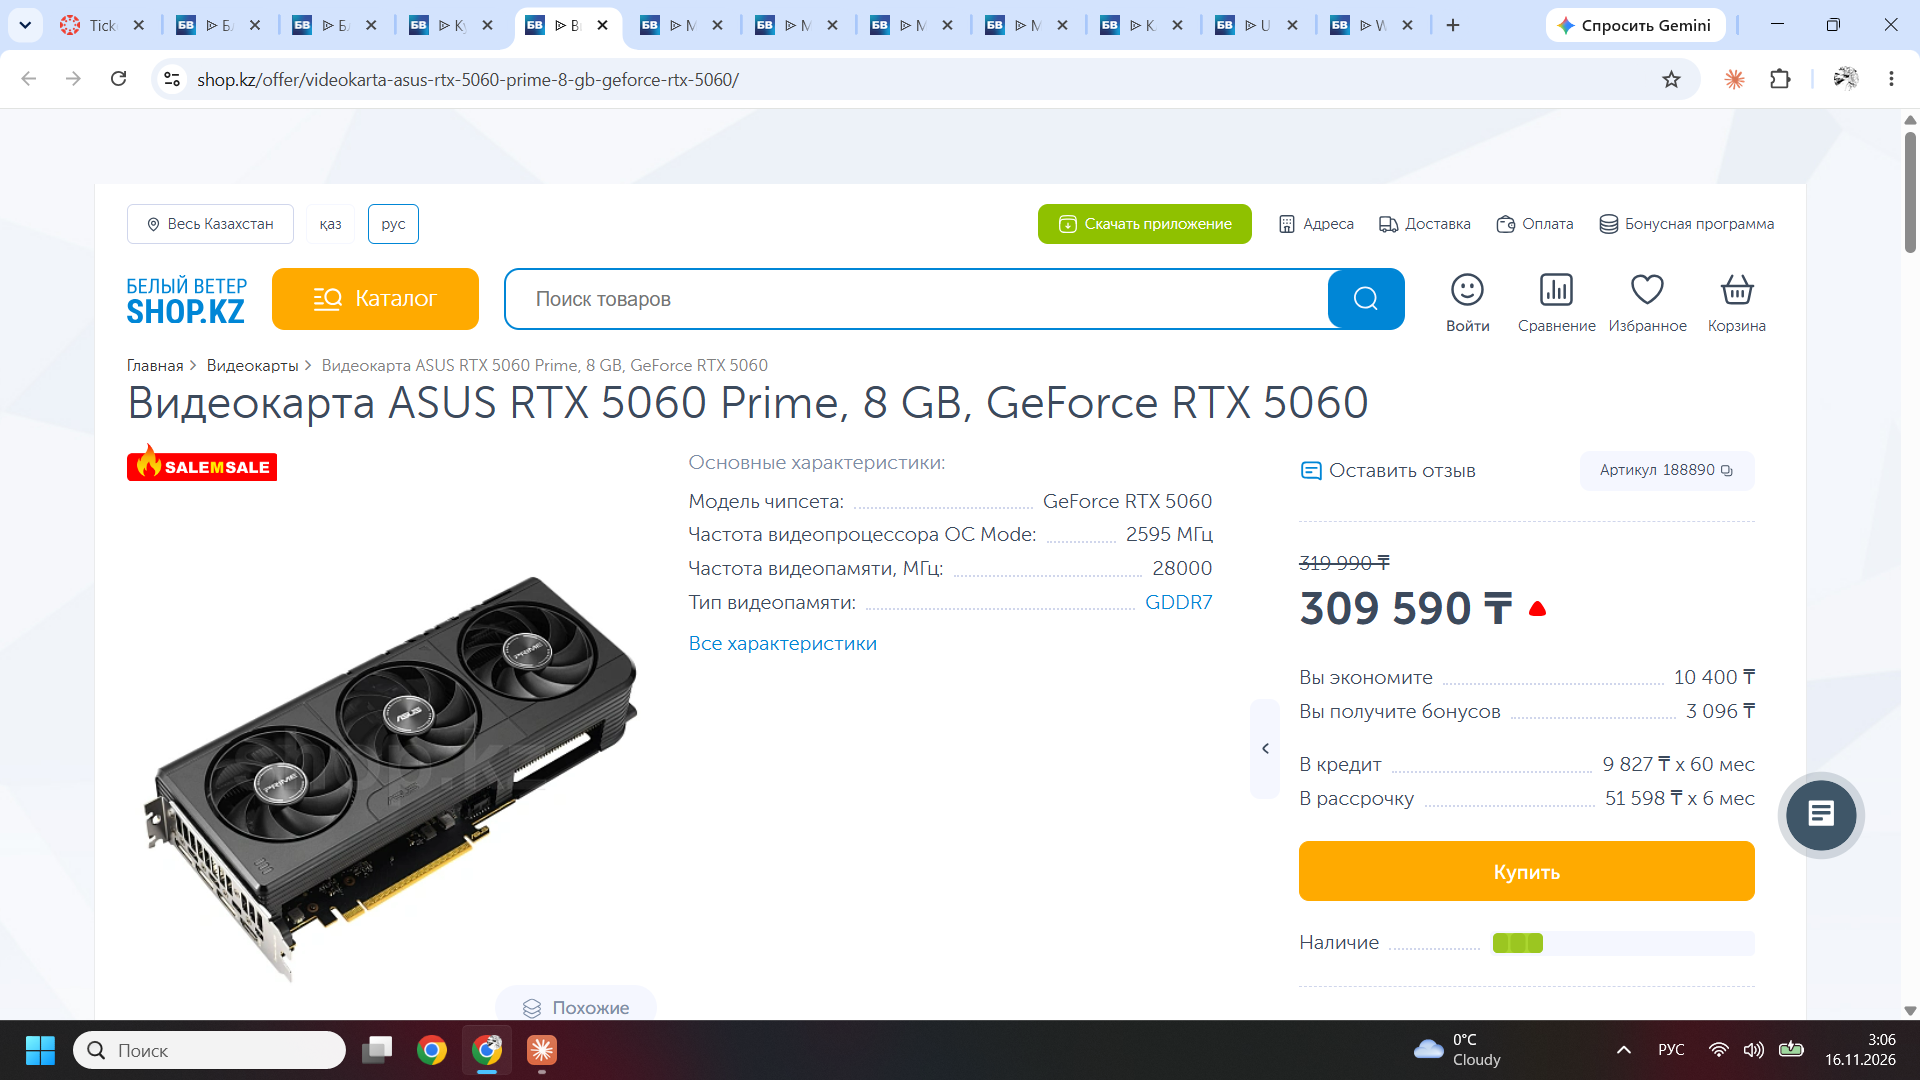 Tick
Б
Б
К
В
М
М
М
М
К
U
W
Спросить Gemini
shop.kz/offer/videokarta-asus-rtx-5060-prime-8-gb-geforce-rtx-5060/
Весь Казахстан
қаз
рус
Скачать приложение
Адреса
Доставка
Оплата
Бонусная программа
БЕЛЫЙ ВЕТЕР
SHOP.KZ
Каталог
Поиск товаров
Войти
Сравнение
Избранное
Корзина
Главная > Видеокарты > Видеокарта ASUS RTX 5060 Prime, 8 GB, GeForce RTX 5060
Видеокарта ASUS RTX 5060 Prime, 8 GB, GeForce RTX 5060
SALEMSALE
Основные характеристики:
Модель чипсета: GeForce RTX 5060
Частота видеопроцессора OC Mode: 2595 МГц
Частота видеопамяти, МГц: 28000
Тип видеопамяти: GDDR7
Все характеристики
PRIME
ASUS
PRIME
shop.kz
Похожие
Оставить отзыв
Артикул 188890
319 990 ₸
309 590 ₸
Вы экономите 10 400 ₸
Вы получите бонусов 3 096 ₸
В кредит 9 827 ₸ x 60 мес
В рассрочку 51 598 ₸ x 6 мес
Купить
Наличие
Поиск
0°C
Cloudy
РУС
3:06
16.11.2026